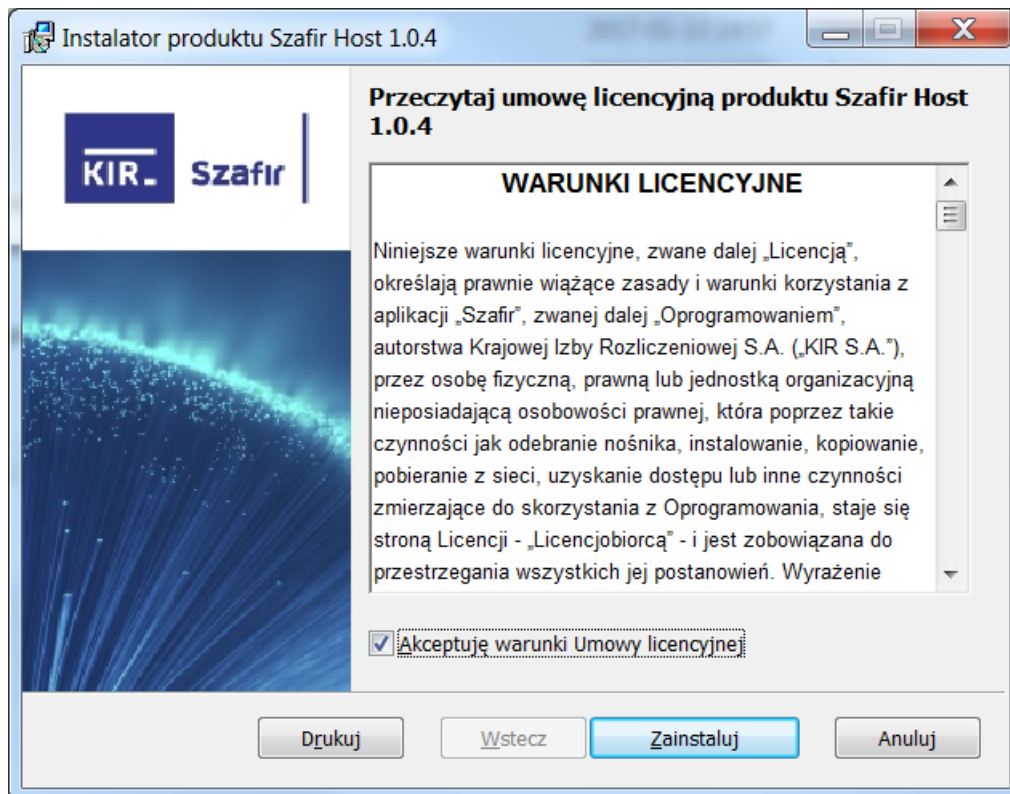 Instalator produktu Szafir Host 1.0.4
KIR Szafir
Przeczytaj umowę licencyjną produktu Szafir Host
1.0.4
WARUNKI LICENCYJNE
Niniejsze warunki licencyjne, zwane dalej „Licencją”,
określają prawnie wiążące zasady i warunki korzystania z
aplikacji „Szafir”, zwanej dalej „Oprogramowaniem”,
autorstwa Krajowej Izby Rozliczeniowej S.A. („KIR S.A.”),
przez osobę fizyczną, prawną lub jednostką organizacyjną
nieposiadającą osobowości prawnej, która poprzez takie
czynności jak odebranie nośnika, instalowanie, kopiowanie,
pobieranie z sieci, uzyskanie dostępu lub inne czynności
zmierzające do skorzystania z Oprogramowania, staje się
stroną Licencji - „Licencjobiorcą” - i jest zobowiązana do
przestrzegania wszystkich jej postanowień. Wyrażenie
Akceptuję warunki Umowy licencyjnej
Drukuj Wstecz Zainstaluj Anuluj